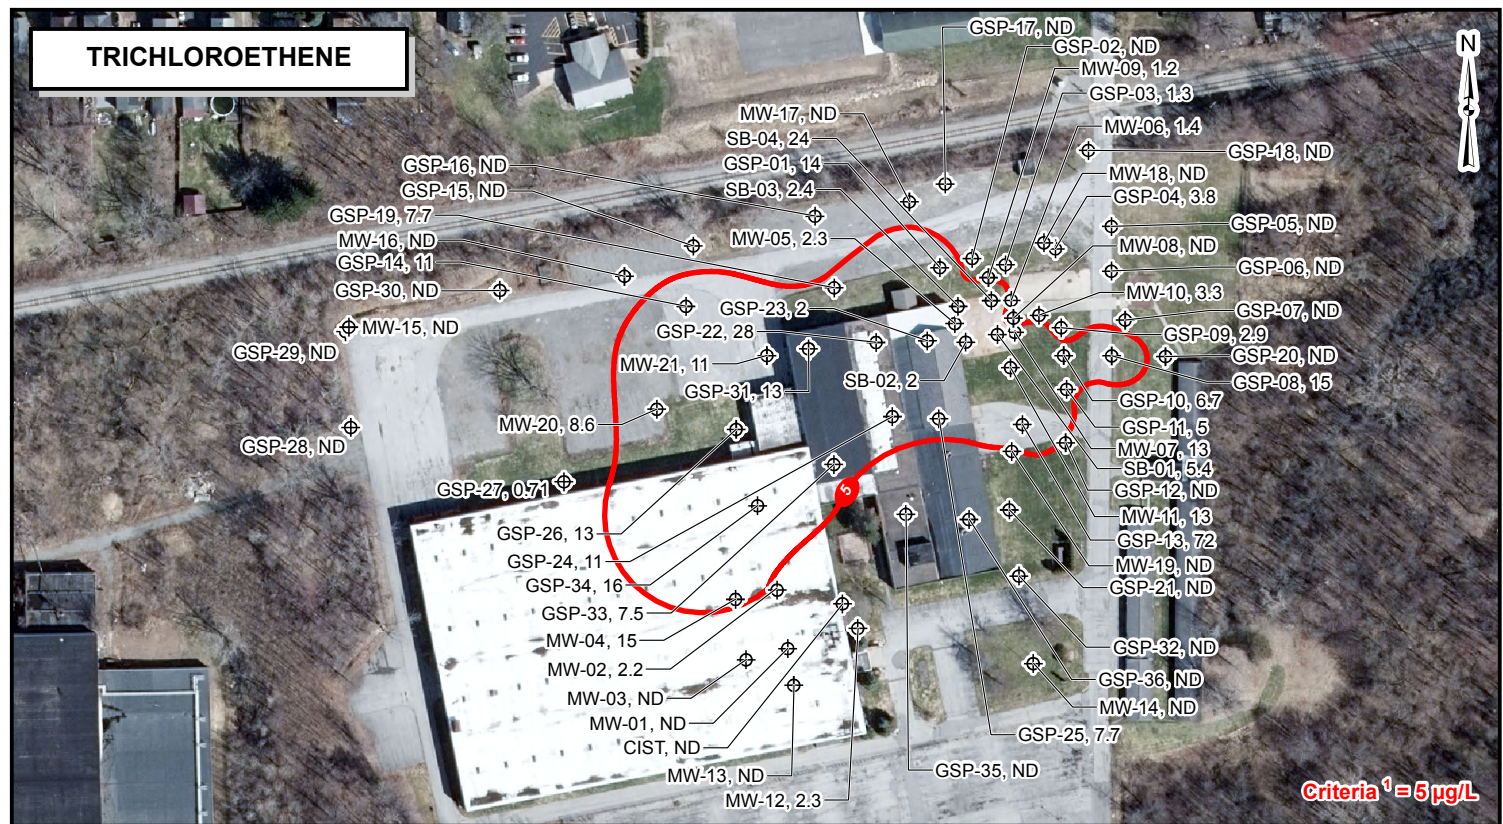 TRICHLOROETHENE
N
GSP-17, ND
GSP-02, ND
MW-09, 1.2
GSP-03, 1.3
MW-17, ND
MW-06, 1.4
SB-04, 24
GSP-18, ND
GSP-16, ND
GSP-01, 14
MW-18, ND
GSP-15, ND
SB-03, 2.4
GSP-04, 3.8
GSP-19, 7.7
GSP-05, ND
MW-16, ND
MW-05, 2.3
MW-08, ND
GSP-14, 11
GSP-06, ND
GSP-30, ND
MW-10, 3.3
GSP-23, 2
GSP-07, ND
MW-15, ND
GSP-22, 28
GSP-09, 2.9
GSP-29, ND
GSP-20, ND
MW-21, 11
SB-02, 2
GSP-08, 15
GSP-31, 13
GSP-10, 6.7
MW-20, 8.6
GSP-11, 5
GSP-28, ND
MW-07, 13
SB-01, 5.4
GSP-27, 0.71
5
GSP-12, ND
MW-11, 13
GSP-26, 13
GSP-13, 72
GSP-24, 11
MW-19, ND
GSP-34, 16
GSP-21, ND
GSP-33, 7.5
MW-04, 15
GSP-32, ND
MW-02, 2.2
GSP-36, ND
MW-03, ND
MW-14, ND
MW-01, ND
GSP-25, 7.7
CIST, ND
GSP-35, ND
MW-13, ND
MW-12, 2.3
Criteria ¹ = 5 µg/L